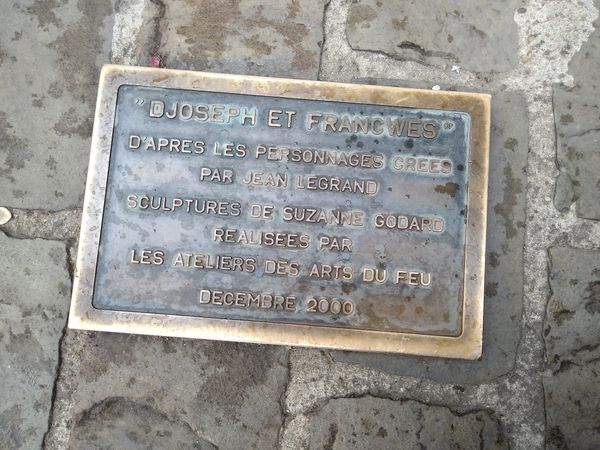 "DJOSEPH ET FRANCWES"
D'APRES LES PERSONNAGES CREES
PAR JEAN LEGRAND
SCULPTURES DE SUZANNE GODARD
REALISEES PAR
LES ATELIERS DES ARTS DU FEU
DECEMBRE 2000